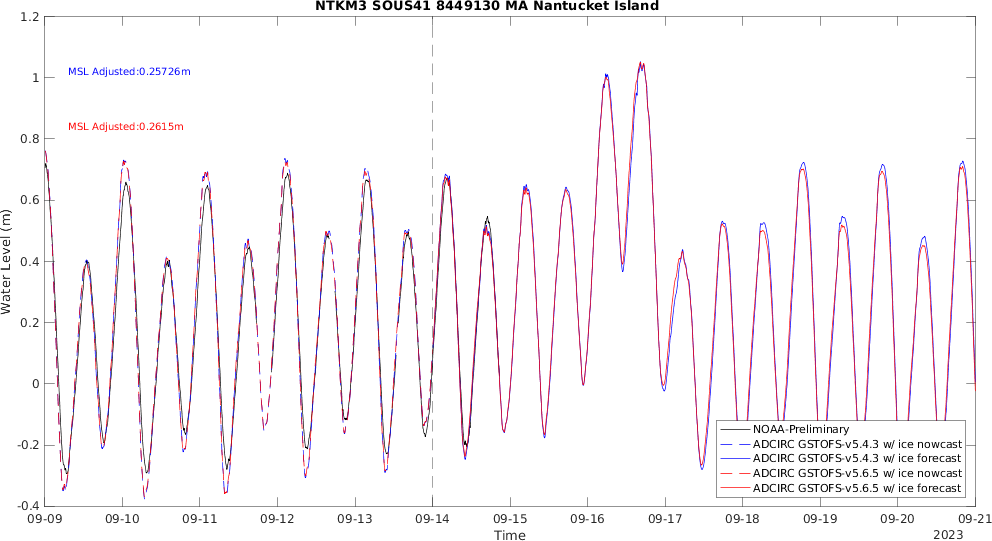 NTKM3 SOUS41 8449130 MA Nantucket Island
1.2
1
0.8
0.6
0.4
0.2
0
-0.2
-0.4
Water Level (m)
MSL Adjusted:0.25726m
MSL Adjusted:0.2615m
NOAA-Preliminary
ADCIRC GSTOFS-v5.4.3 w/ ice nowcast
ADCIRC GSTOFS-v5.4.3 w/ ice forecast
ADCIRC GSTOFS-v5.6.5 w/ ice nowcast
ADCIRC GSTOFS-v5.6.5 w/ ice forecast
09-09 09-10 09-11 09-12 09-13 09-14 09-15 09-16 09-17 09-18 09-19 09-20 09-21
Time
2023